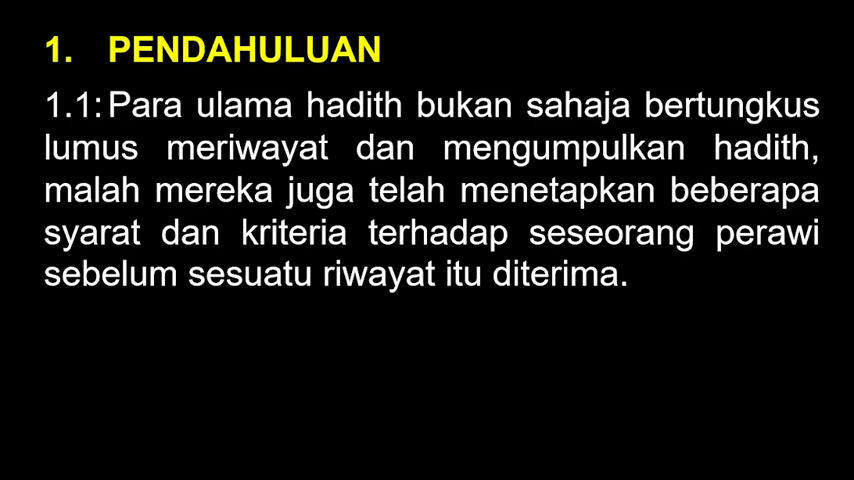 1. PENDAHULUAN
1.1: Para ulama hadith bukan sahaja bertungkus
lumus meriwayat dan mengumpulkan hadith,
malah mereka juga telah menetapkan beberapa
syarat dan kriteria terhadap seseorang perawi
sebelum sesuatu riwayat itu diterima.